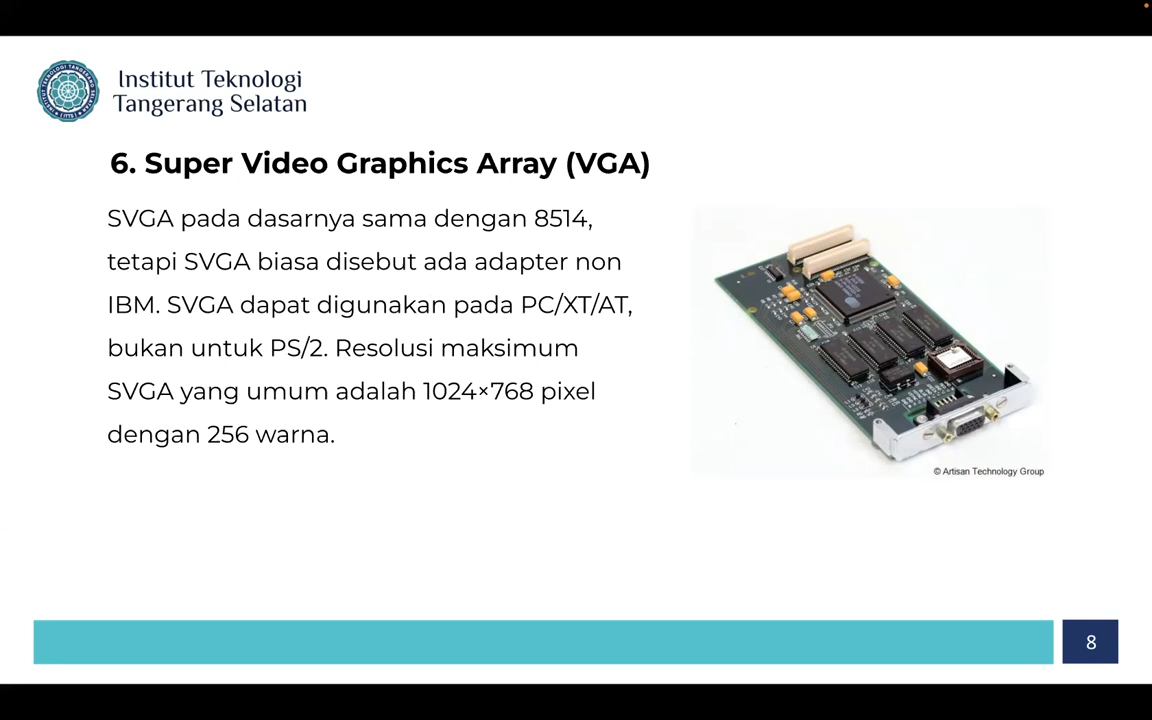 Institut Teknologi
Tangerang Selatan
6. Super Video Graphics Array (VGA)
SVGA pada dasarnya sama dengan 8514,
tetapi SVGA biasa disebut ada adapter non
IBM. SVGA dapat digunakan pada PC/XT/AT,
bukan untuk PS/2. Resolusi maksimum
SVGA yang umum adalah 1024×768 pixel
dengan 256 warna.
© Artisan Technology Group
8